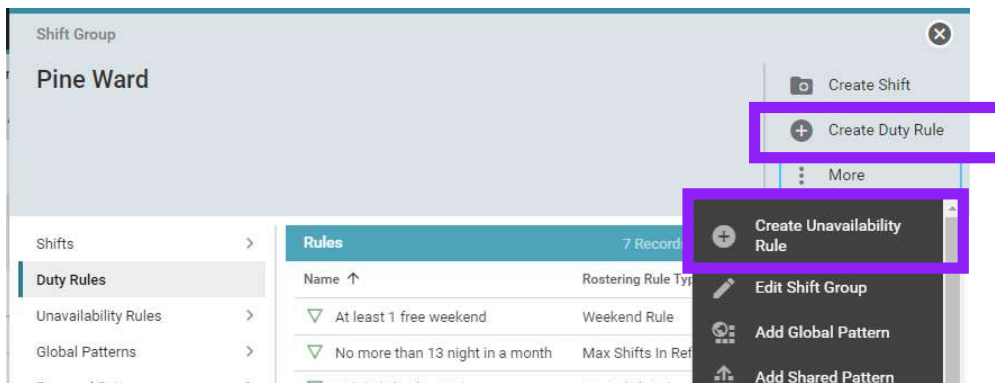 Shift Group
Pine Ward
Create Shift
Create Duty Rule
More
Create Unavailability
Rule
Edit Shift Group
Add Global Pattern
Add Shared Pattern
Shifts
Duty Rules
Unavailability Rules
Global Patterns
Rules 7 Records
Name Rostering Rule Typ
At least 1 free weekend Weekend Rule
No more than 13 night in a month Max Shifts In Ref